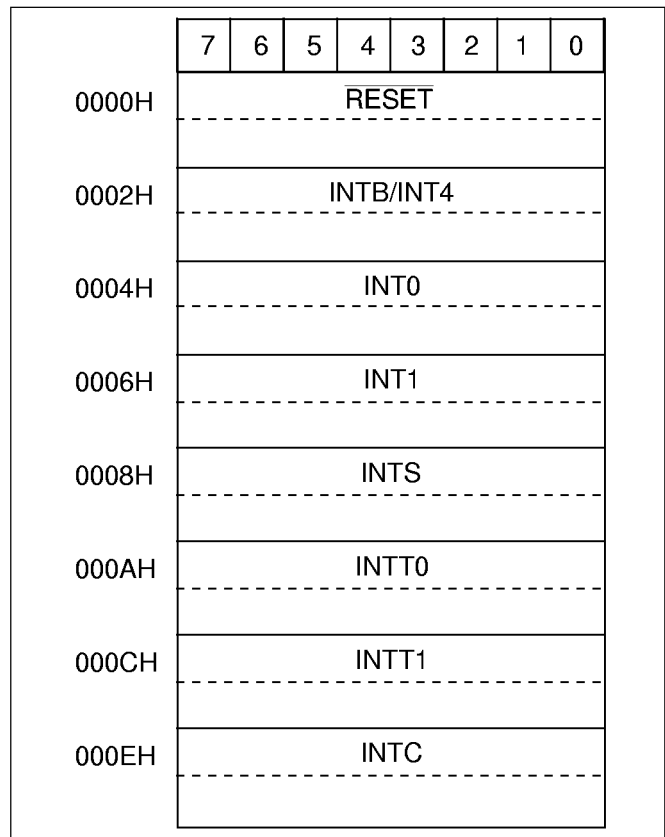 7 6 5 4 3 2 1 0
0000H RESET
0002H INTB/INT4
0004H INT0
0006H INT1
0008H INTS
000AH INTT0
000CH INTT1
000EH INTC